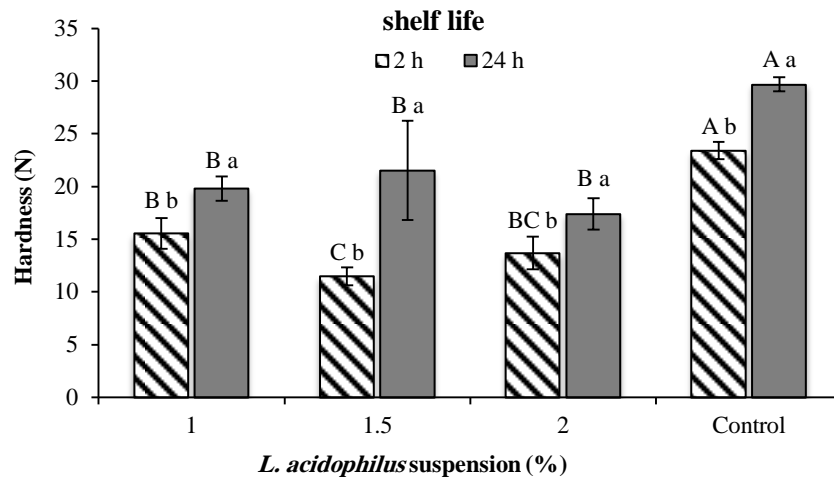 shelf life
2 h 24 h
Hardness (N)
35
30
25
20
15
10
5
0
B b
B a
C b
B a
BC b
B a
A b
A a
1 1.5 2 Control
L. acidophilus suspension (%)